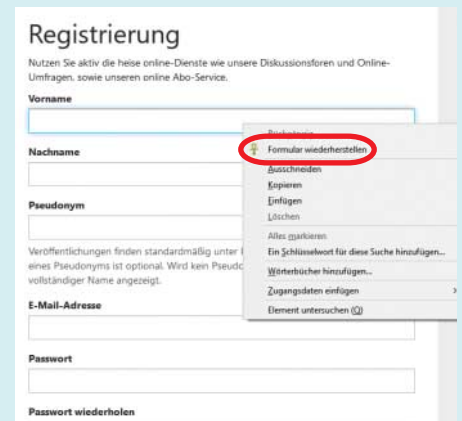 Registrierung
Nutzen Sie aktiv die heise online-Dienste wie unsere Diskussionsforen und Online-
Umfragen, sowie unseren online Abo-Service.
Vorname
Nachname
Pseudonym
Veröffentlichungen finden standardmäßig unter
eines Pseudonyms ist optional. Wird kein
vollständiger Name angezeigt.
E-Mail-Adresse
Passwort
Passwort wiederholen
Formular wiederherstellen
Ausschneiden
Kopieren
Einfügen
Löschen
Alles markieren
Ein Schlüsselwort für diese Suche hinzufügen...
Wörterbücher hinzufügen...
Zugangsdaten einfügen
Element untersuchen (Q)